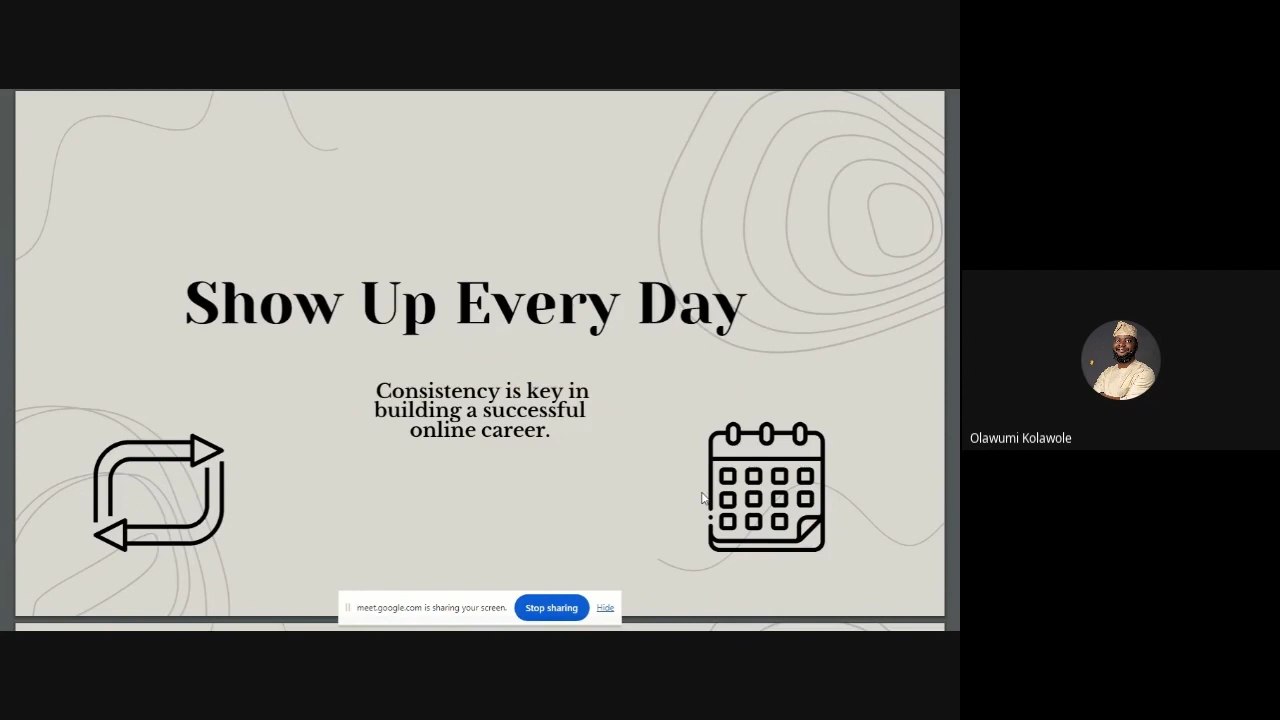 Show Up Every Day
Consistency is key in
building a successful
online career.
meet.google.com is sharing your screen.
Stop sharing
Hide
Olawumi Kolawole